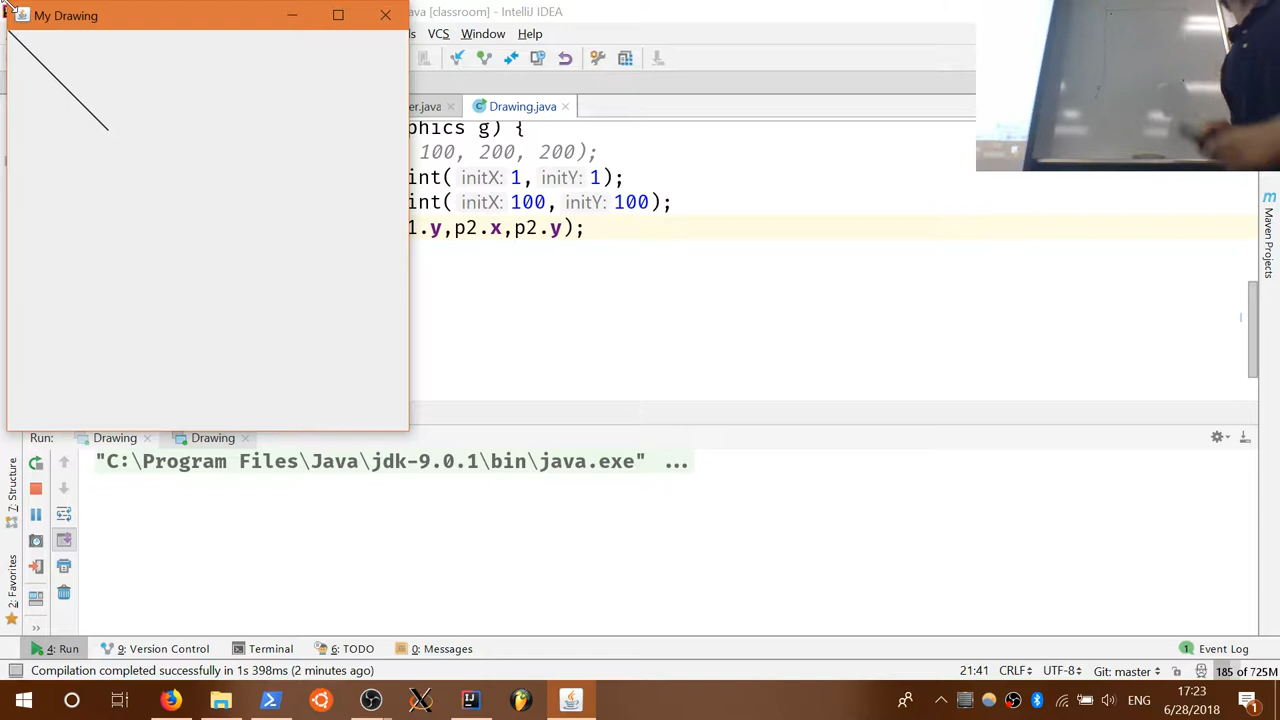 My Drawing
java [classroom] - IntelliJ IDEA
VCS Window Help
er.java Drawing.java
phics g) {
100, 200, 200);
int( initX: 1, initY: 1);
int( initX: 100, initY: 100);
1.y,p2.x,p2.y);
Maven Projects
Run: Drawing Drawing
"C:\Program Files\Java\jdk-9.0.1\bin\java.exe" ...
7: Structure
2: Favorites
4: Run 9: Version Control Terminal 6: TODO 0: Messages 1 Event Log
Compilation completed successfully in 1s 398ms (2 minutes ago) 21:41 CRLF UTF-8 Git: master 185 of 725M
ENG 17:23
6/28/2018 1